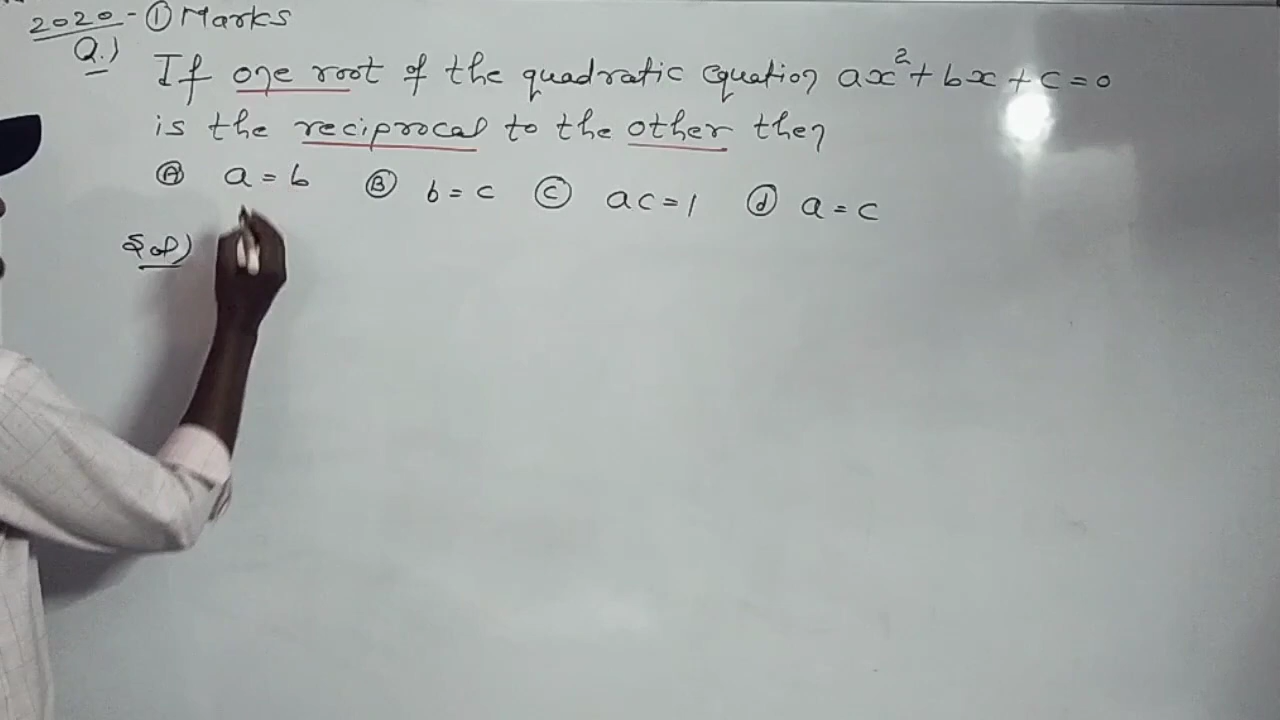 2020 - ① Marks
Q.)
If one root of the quadratic equation ax²+bx+c=0
is the reciprocal to the other then
Ⓐ a=b Ⓑ b=c Ⓒ ac=1 ⓓ a=c
Sol)